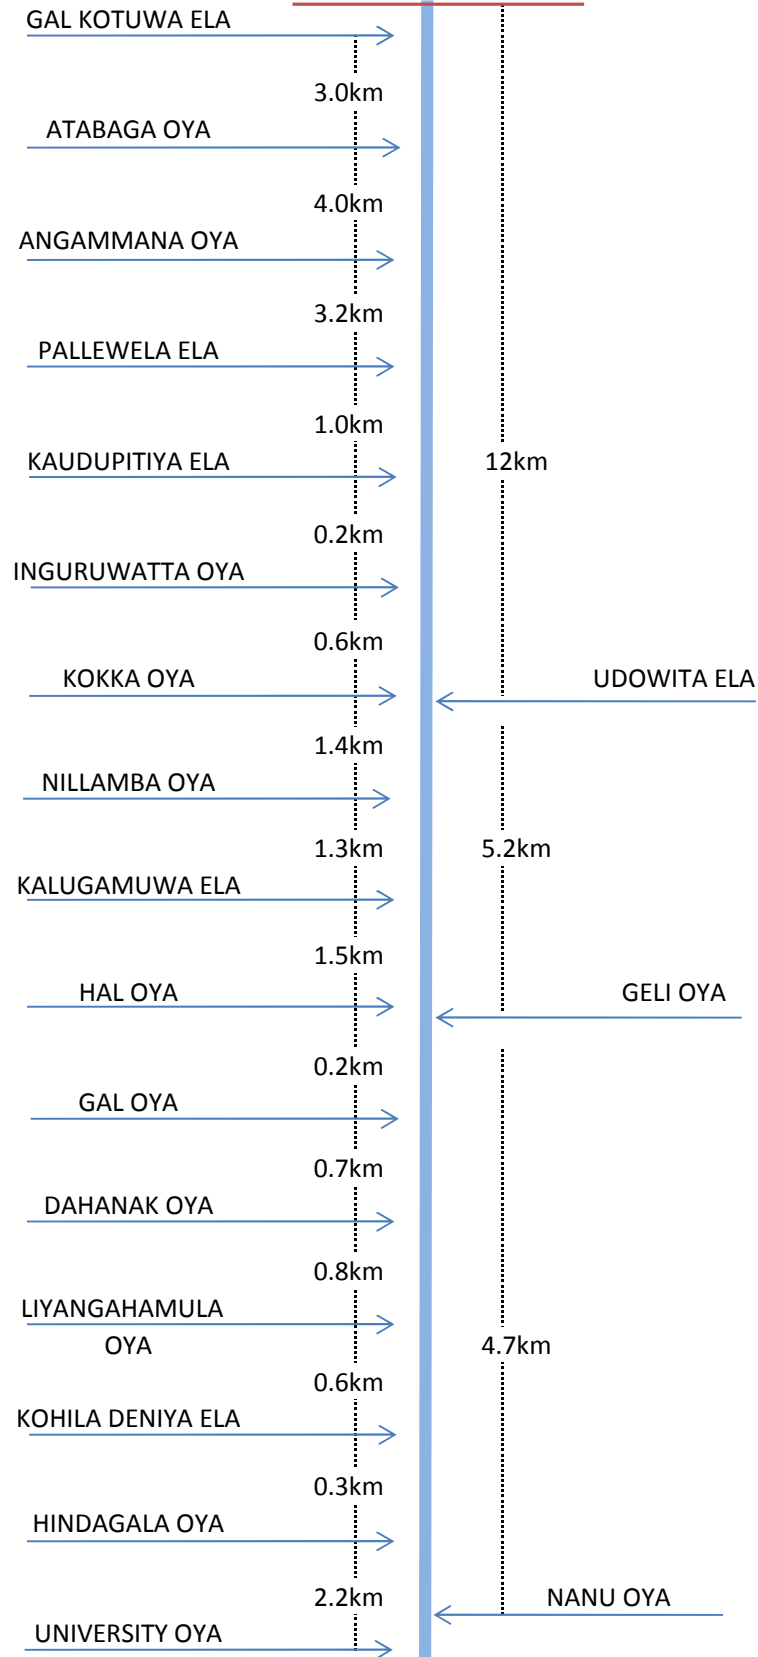 GAL KOTUWA ELA
3.0km
ATABAGA OYA
4.0km
ANGAMMANA OYA
3.2km
PALLEWELA ELA
1.0km
KAUDUPITIYA ELA
12km
0.2km
INGURUWATTA OYA
0.6km
KOKKA OYA
UDOWITA ELA
1.4km
NILLAMBA OYA
1.3km
5.2km
KALUGAMUWA ELA
1.5km
HAL OYA
GELI OYA
0.2km
GAL OYA
0.7km
DAHANAK OYA
0.8km
LIYANGAHAMULA
OYA
4.7km
0.6km
KOHILA DENIYA ELA
0.3km
HINDAGALA OYA
2.2km
NANU OYA
UNIVERSITY OYA